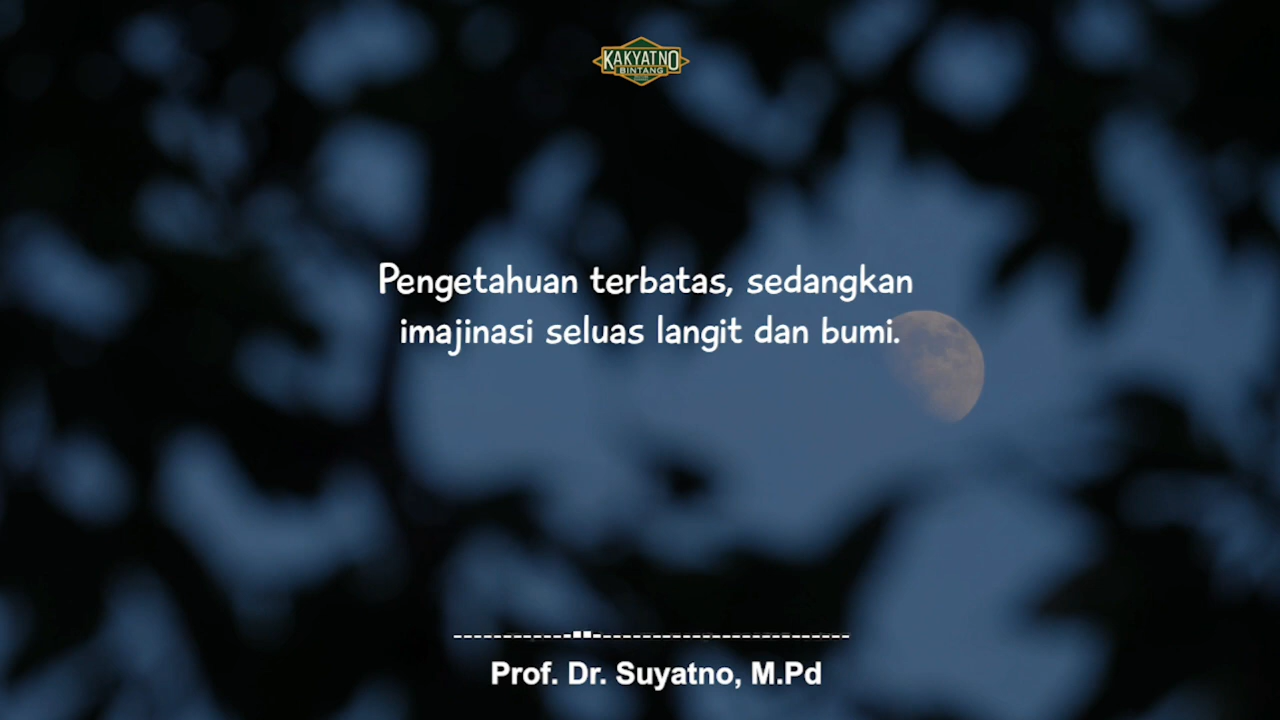 KAKYATNO
BINTANG
Pengetahuan terbatas, sedangkan
imajinasi seluas langit dan bumi.
Prof. Dr. Suyatno, M.Pd